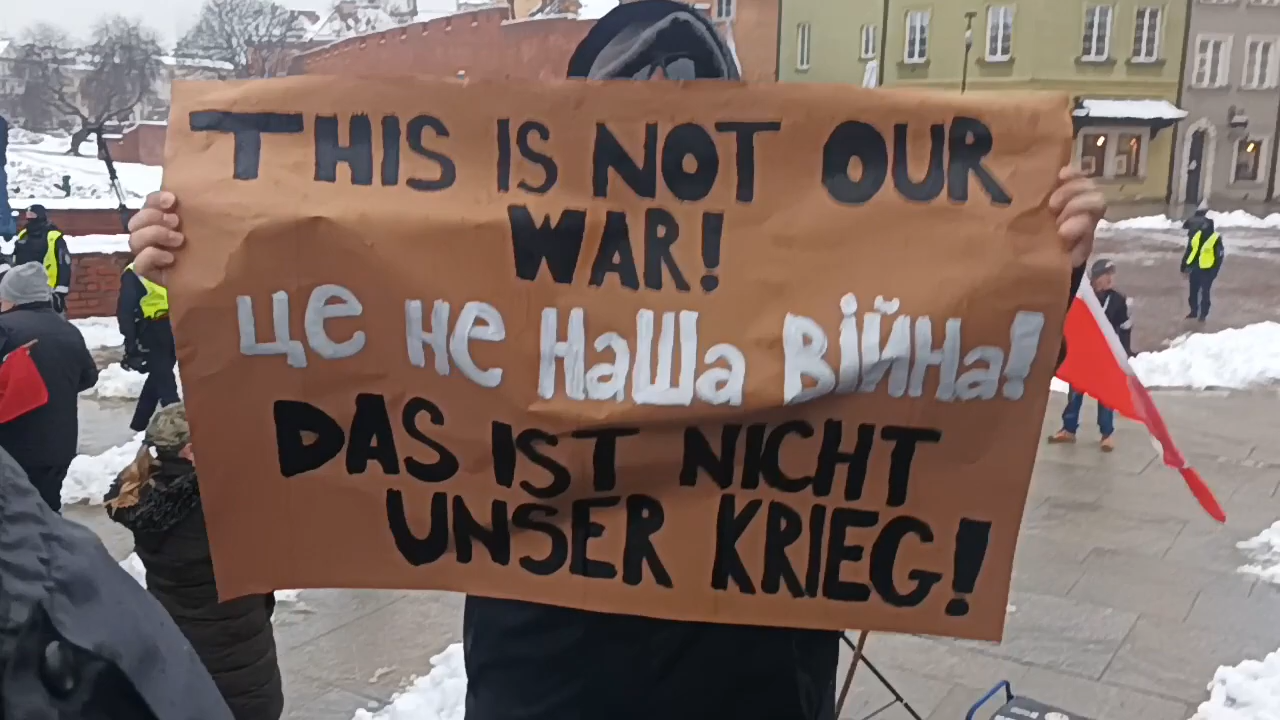 THIS IS NOT OUR
WAR!
Це не наша війна!
DAS IST NICHT
UNSER KRIEG!